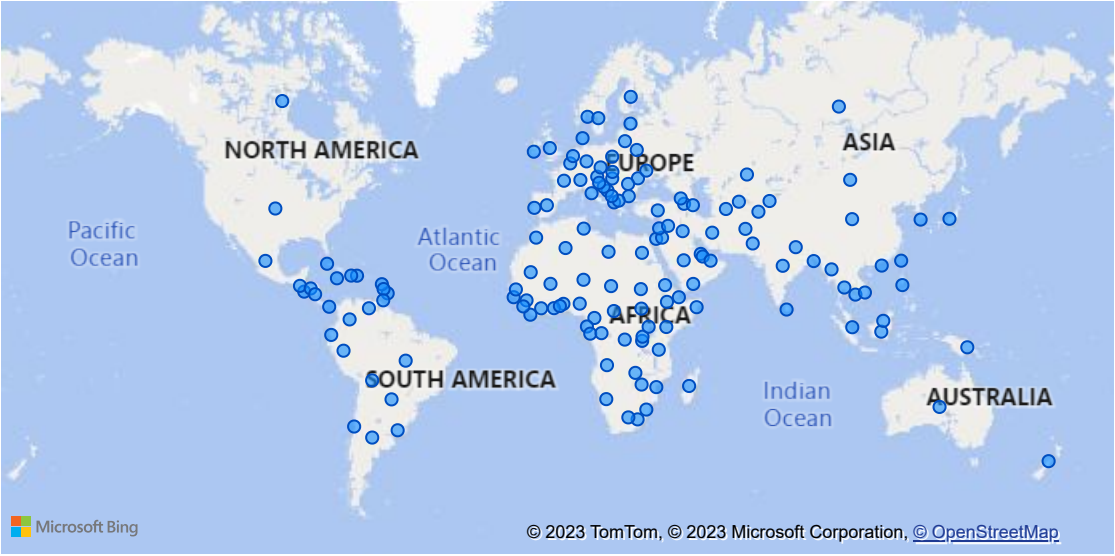 NORTH AMERICA
EUROPE
ASIA
Pacific
Ocean
Atlantic
Ocean
AFRICA
SOUTH AMERICA
Indian
Ocean
AUSTRALIA
Microsoft Bing
© 2023 TomTom, © 2023 Microsoft Corporation, © OpenStreetMap